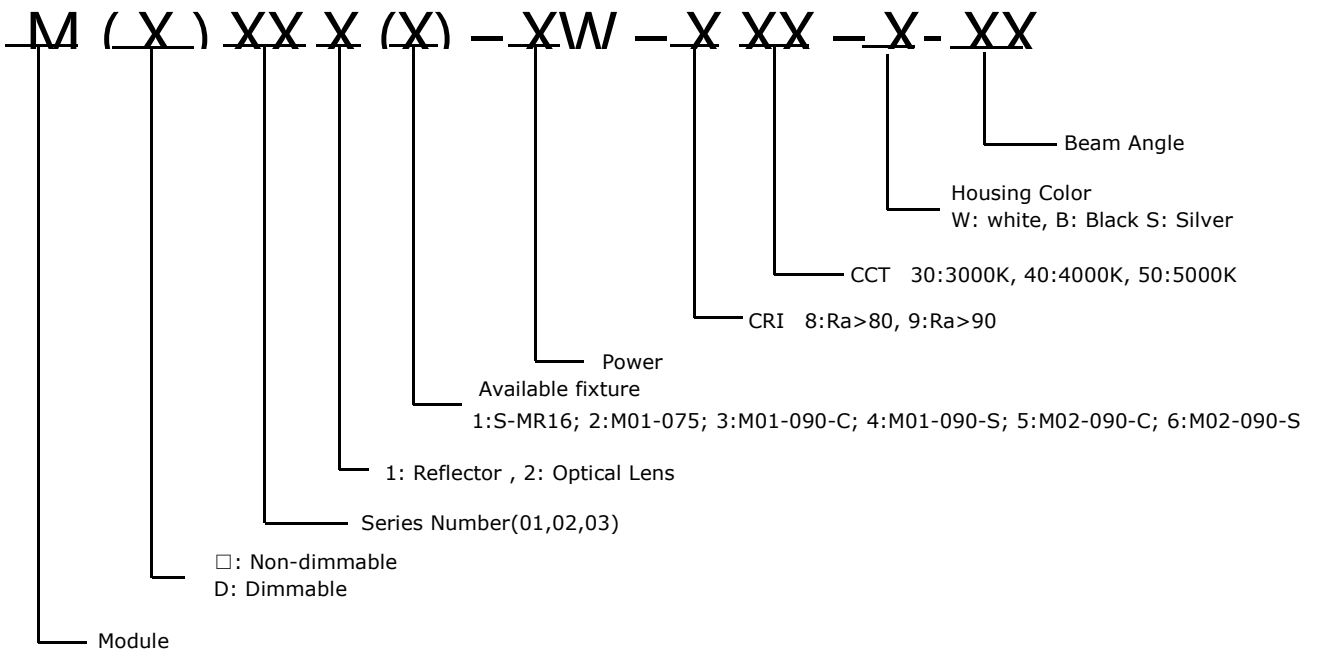 M (X) XX X (X) – XW – X XX – X - XX
Beam Angle
Housing Color
W: white, B: Black S: Silver
CCT 30:3000K, 40:4000K, 50:5000K
CRI 8:Ra>80, 9:Ra>90
Power
Available fixture
1:S-MR16; 2:M01-075; 3:M01-090-C; 4:M01-090-S; 5:M02-090-C; 6:M02-090-S
1: Reflector , 2: Optical Lens
Series Number(01,02,03)
□: Non-dimmable
D: Dimmable
Module